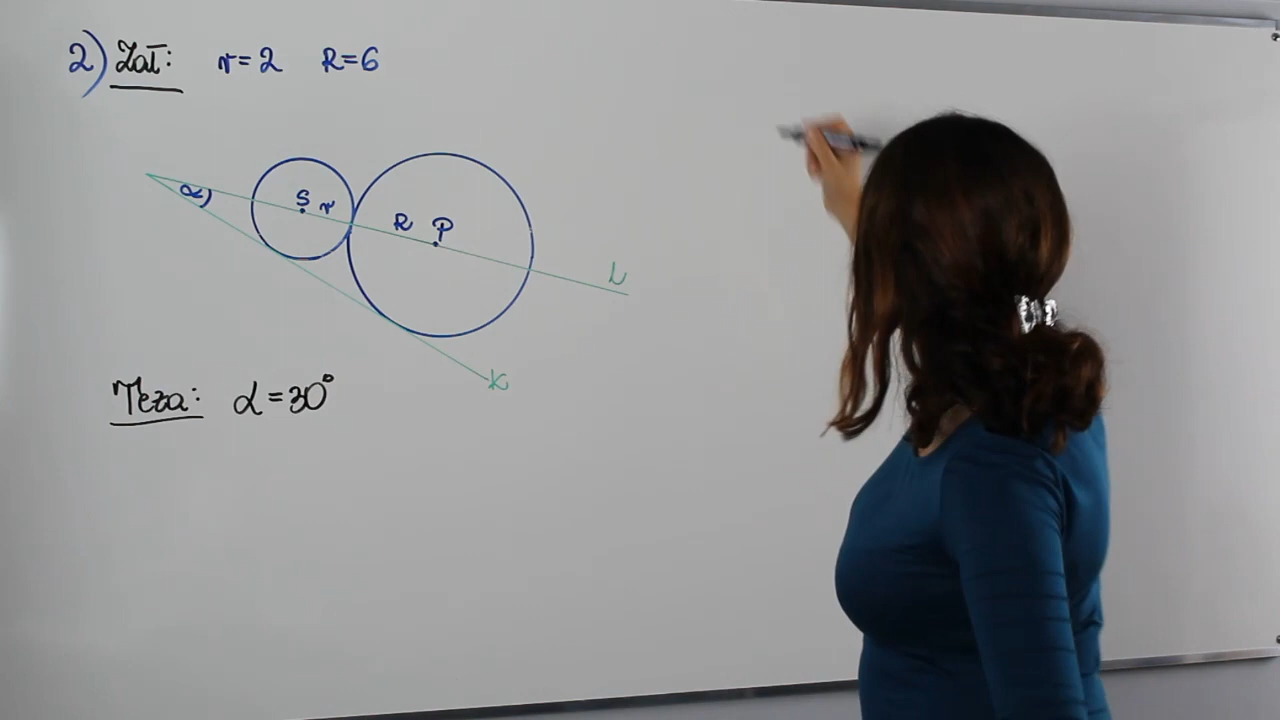 2) Zał: r=2 R=6
α
S r
R P
L
K
Teza: α=30°